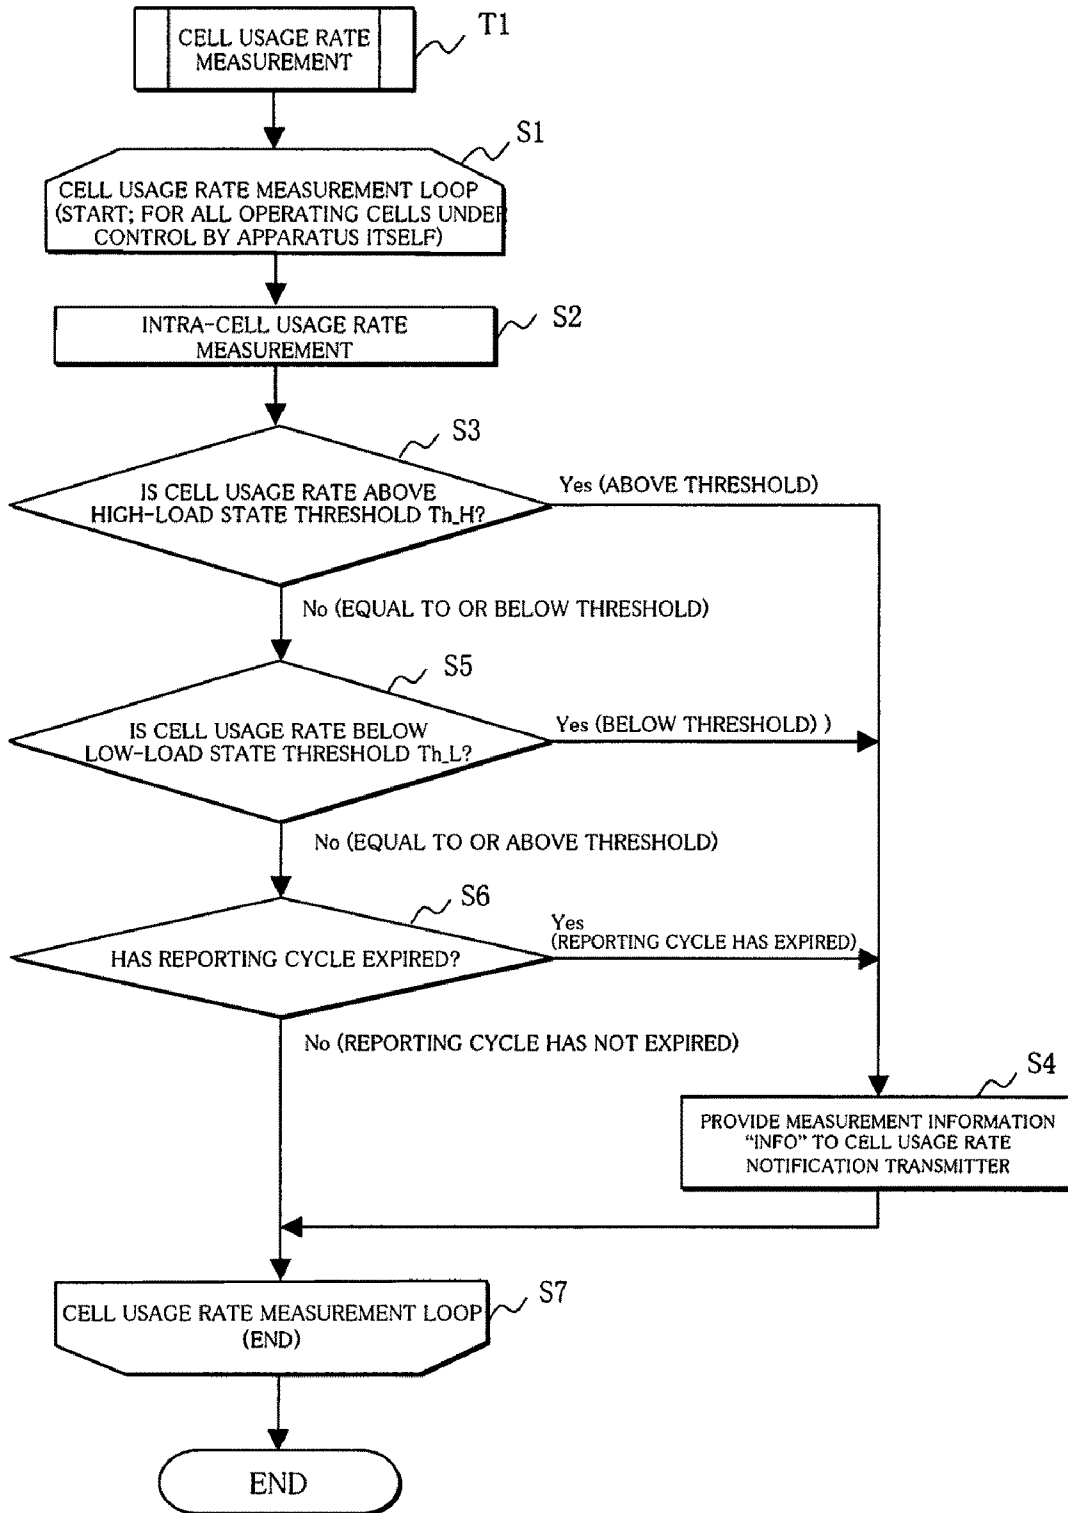 CELL USAGE RATE
MEASUREMENT
T1
S1
CELL USAGE RATE MEASUREMENT LOOP
(START; FOR ALL OPERATING CELLS UNDER
CONTROL BY APPARATUS ITSELF)
S2
INTRA-CELL USAGE RATE
MEASUREMENT
S3
IS CELL USAGE RATE ABOVE
HIGH-LOAD STATE THRESHOLD Th_H?
Yes (ABOVE THRESHOLD)
No (EQUAL TO OR BELOW THRESHOLD)
S5
IS CELL USAGE RATE BELOW
LOW-LOAD STATE THRESHOLD Th_L?
Yes (BELOW THRESHOLD) )
No (EQUAL TO OR ABOVE THRESHOLD)
S6
HAS REPORTING CYCLE EXPIRED?
Yes
(REPORTING CYCLE HAS EXPIRED)
No (REPORTING CYCLE HAS NOT EXPIRED)
S4
PROVIDE MEASUREMENT INFORMATION
"INFO" TO CELL USAGE RATE
NOTIFICATION TRANSMITTER
S7
CELL USAGE RATE MEASUREMENT LOOP
(END)
END